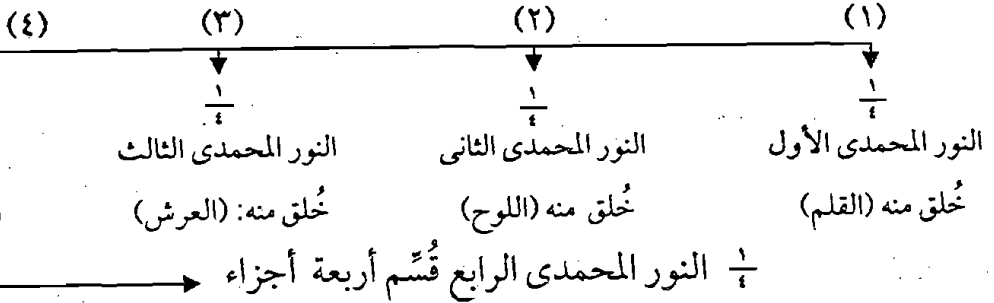 (١) (٢) (٣) (٤)
١/٤ ١/٤ ١/٤
النور المحمدى الأول النور المحمدى الثانى النور المحمدى الثالث
خُلق منه (القلم) خُلق منه (اللوح) خُلق منه: (العرش)
١/٤ النور المحمدى الرابع قُسِّم أربعة أجزاء